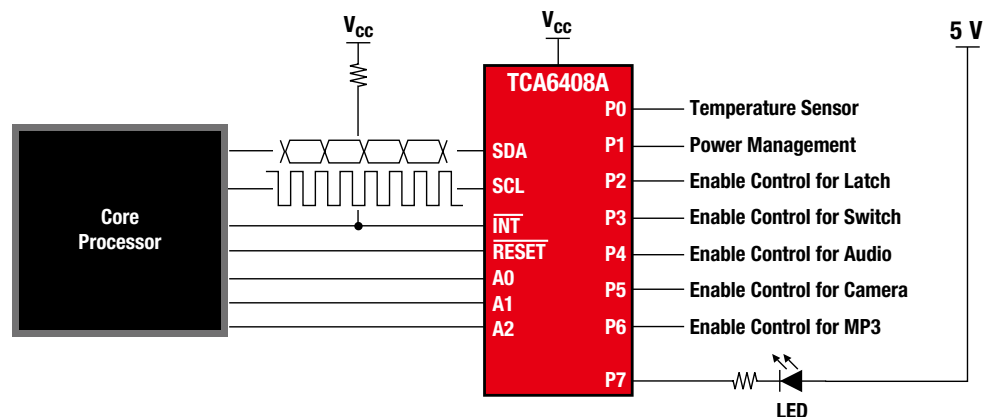 Vcc
Vcc
5 V
TCA6408A
Core
Processor
SDA
SCL
INT
RESET
A0
A1
A2
P0
P1
P2
P3
P4
P5
P6
P7
Temperature Sensor
Power Management
Enable Control for Latch
Enable Control for Switch
Enable Control for Audio
Enable Control for Camera
Enable Control for MP3
LED